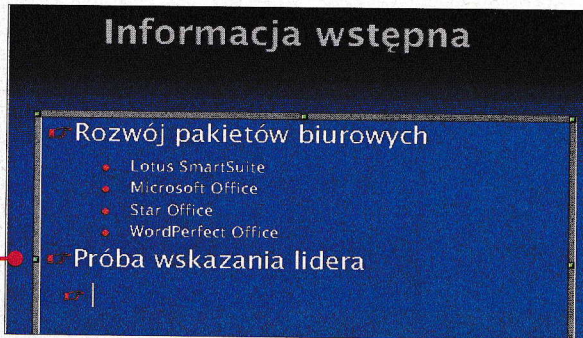 Informacja wstępna
Rozwój pakietów biurowych
Lotus SmartSuite
Microsoft Office
Star Office
WordPerfect Office
Próba wskazania lidera